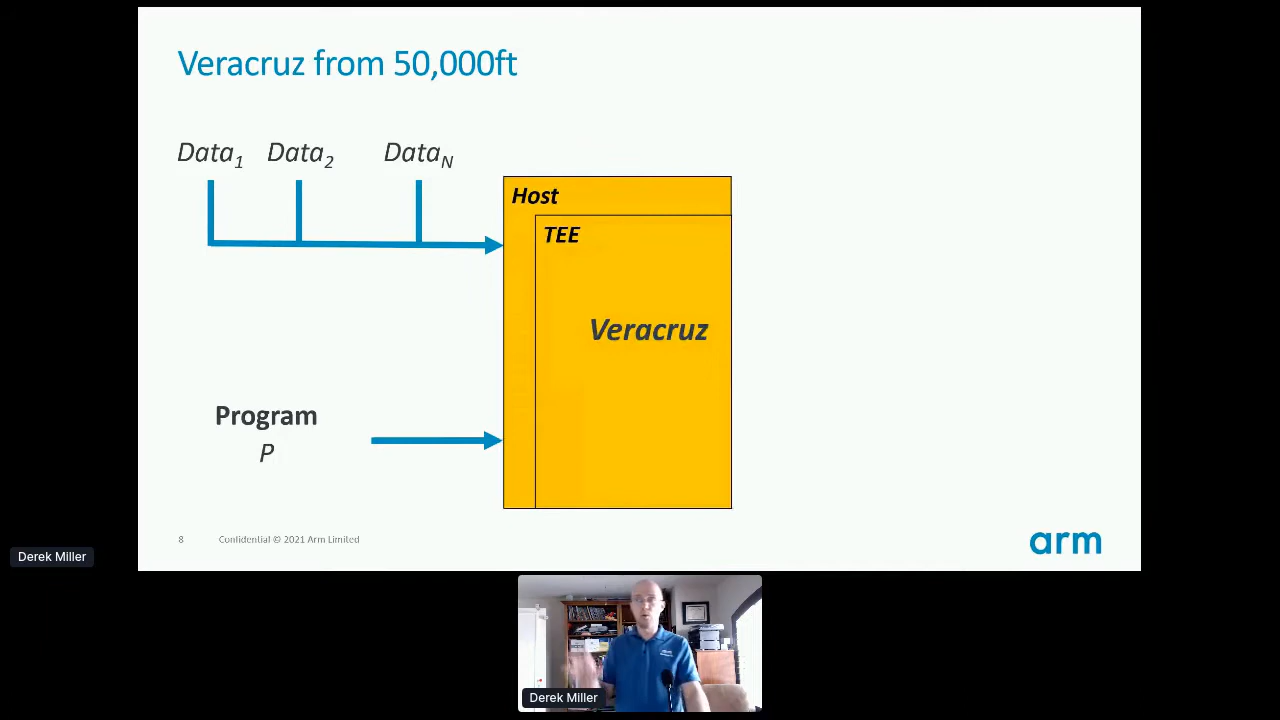 Veracruz from 50,000ft
Data1 Data2 DataN
Host
TEE
Veracruz
Program
P
8 Confidential © 2021 Arm Limited
arm
Derek Miller
Derek Miller